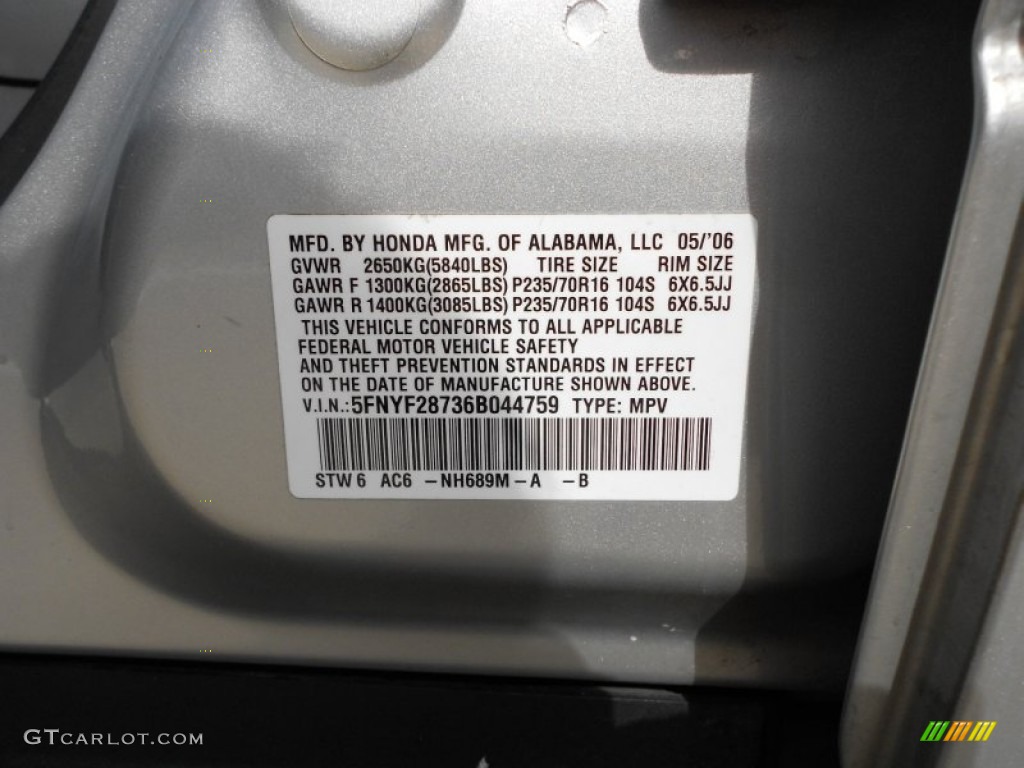 MFD. BY HONDA MFG. OF ALABAMA, LLC 05/'06
GVWR 2650KG(5840LBS) TIRE SIZE RIM SIZE
GAWR F 1300KG(2865LBS) P235/70R16 104S 6X6.5JJ
GAWR R 1400KG(3085LBS) P235/70R16 104S 6X6.5JJ
THIS VEHICLE CONFORMS TO ALL APPLICABLE
FEDERAL MOTOR VEHICLE SAFETY
AND THEFT PREVENTION STANDARDS IN EFFECT
ON THE DATE OF MANUFACTURE SHOWN ABOVE.
V.I.N.: 5FNYF28736B044759 TYPE: MPV
STW 6 AC6 -NH689M-A -B
GTCARLOT.COM